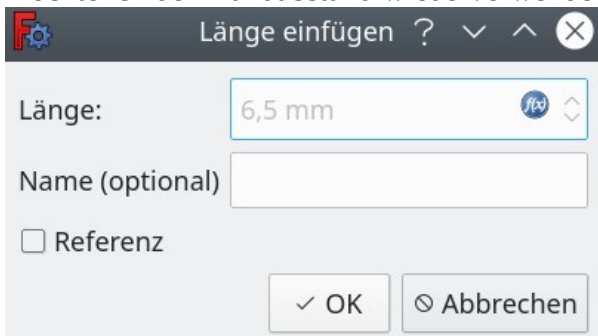 Länge einfügen
Länge: 6,5 mm f(x)
Name (optional)
Referenz
OK Abbrechen